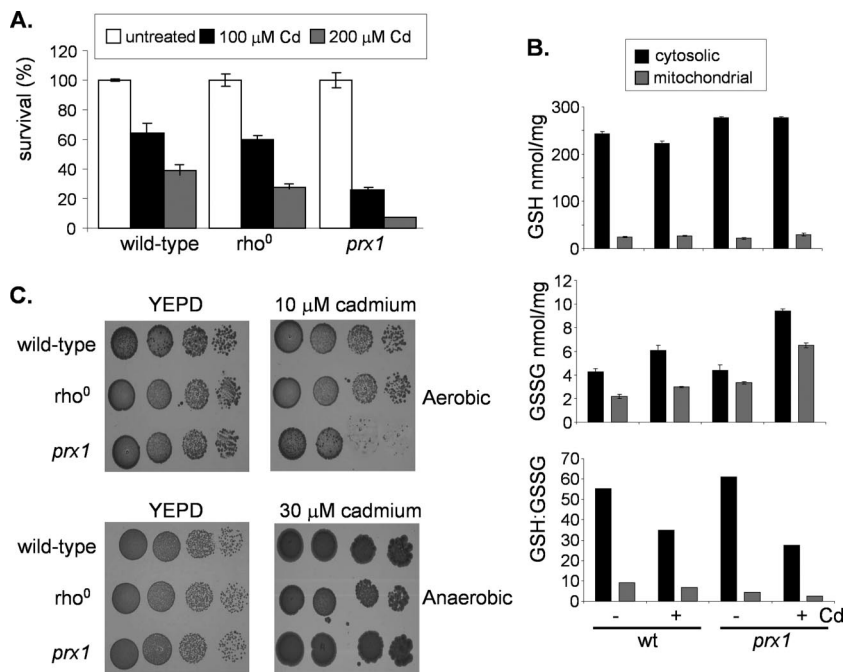 A.
untreated 100 µM Cd 200 µM Cd
survival (%)
120
100
80
60
40
20
0
wild-type rho⁰ prx1
B.
cytosolic
mitochondrial
GSH nmol/mg
300
200
100
0
GSSG nmol/mg
12
10
8
6
4
2
0
GSH:GSSG
70
60
50
40
30
20
10
0
- + - + Cd
wt prx1
C.
YEPD 10 µM cadmium
wild-type
rho⁰ Aerobic
prx1
YEPD 30 µM cadmium
wild-type
rho⁰ Anaerobic
prx1